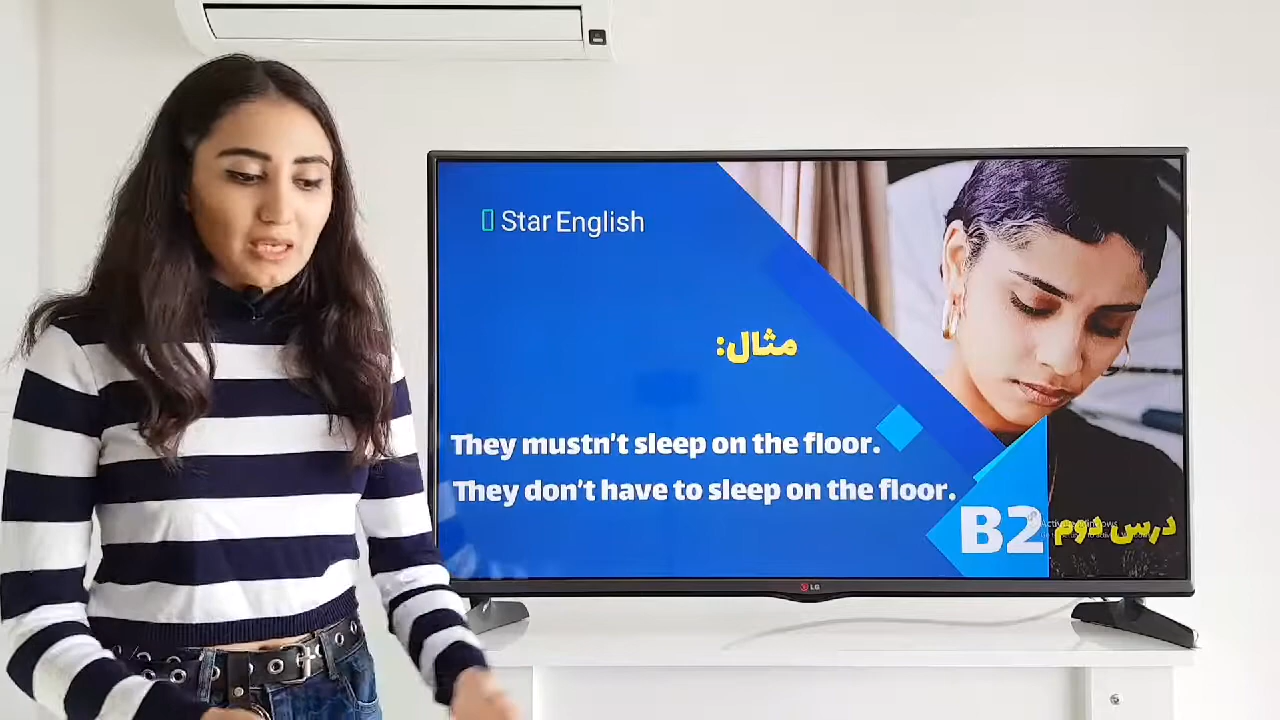 Star English
مثال:
They mustn't sleep on the floor.
They don't have to sleep on the floor.
B2
درس دوم
LG